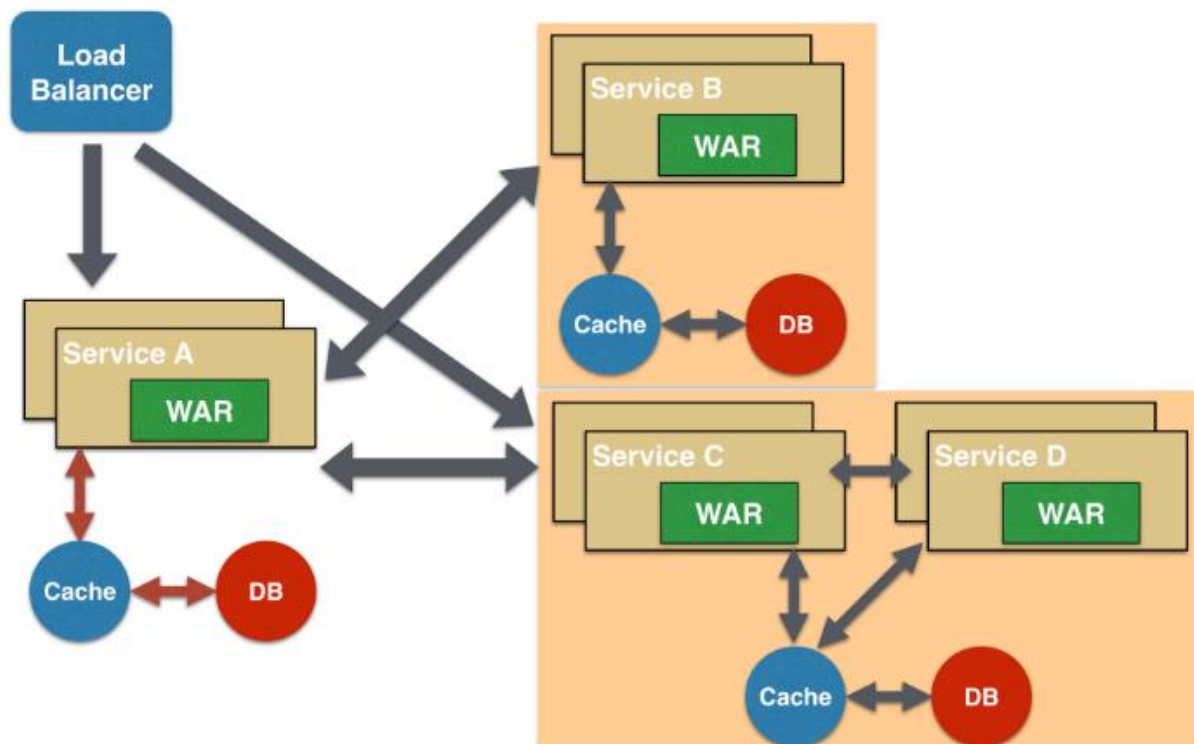 Load
Balancer
Service B
WAR
Cache
DB
Service A
WAR
Cache
DB
Service C
WAR
Service D
WAR
Cache
DB